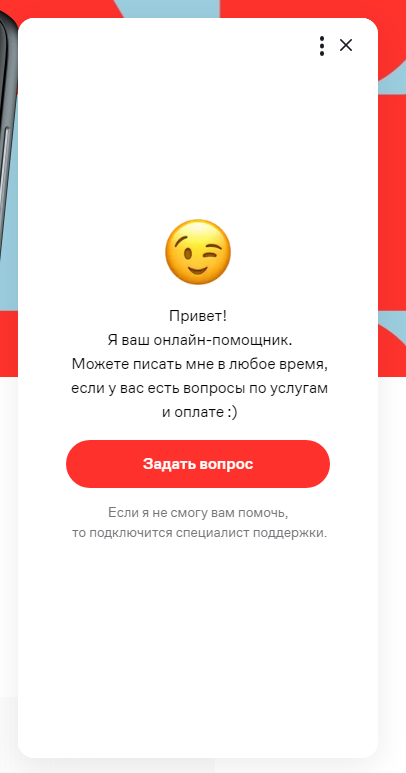 Привет!
Я ваш онлайн-помощник.
Можете писать мне в любое время,
если у вас есть вопросы по услугам
и оплате :)
Задать вопрос
Если я не смогу вам помочь,
то подключится специалист поддержки.